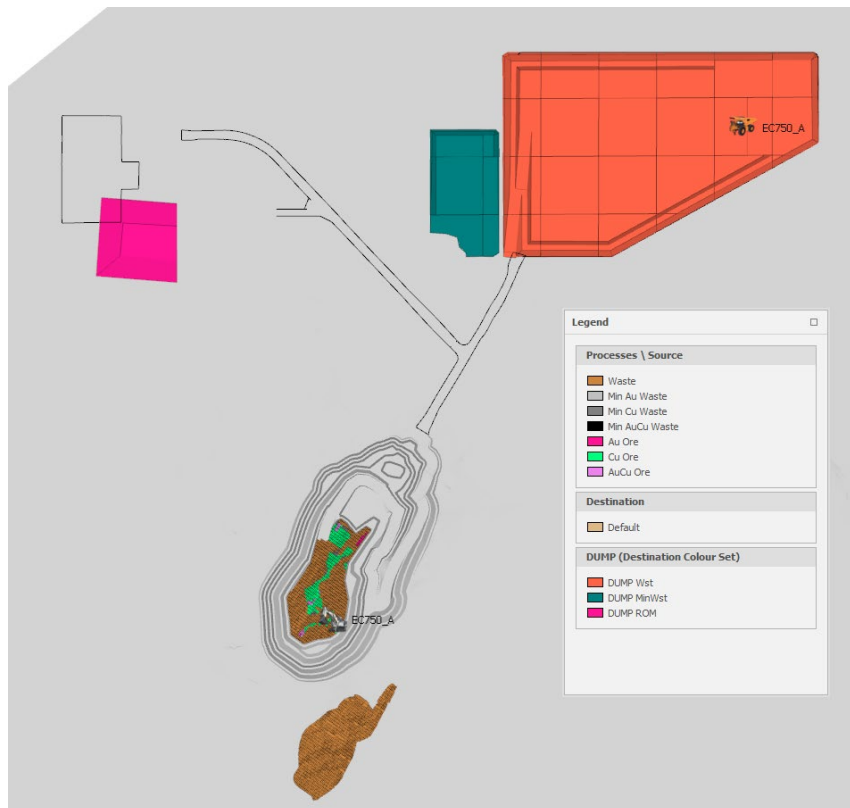 EC750_A
Legend
Processes \ Source
Waste
Min Au Waste
Min Cu Waste
Min AuCu Waste
Au Ore
Cu Ore
AuCu Ore
Destination
Default
DUMP (Destination Colour Set)
DUMP Wst
DUMP MinWst
DUMP ROM
EC750_A